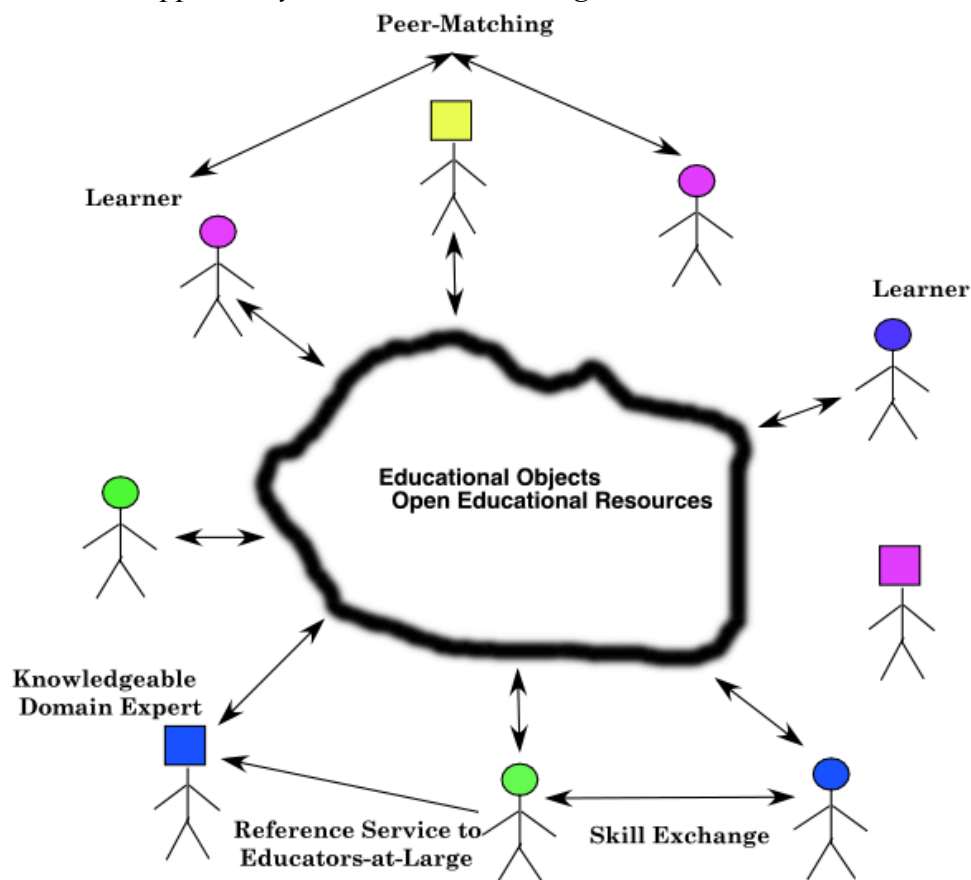 Peer-Matching
Learner
Learner
Educational Objects
Open Educational Resources
Knowledgeable
Domain Expert
Reference Service to
Educators-at-Large
Skill Exchange